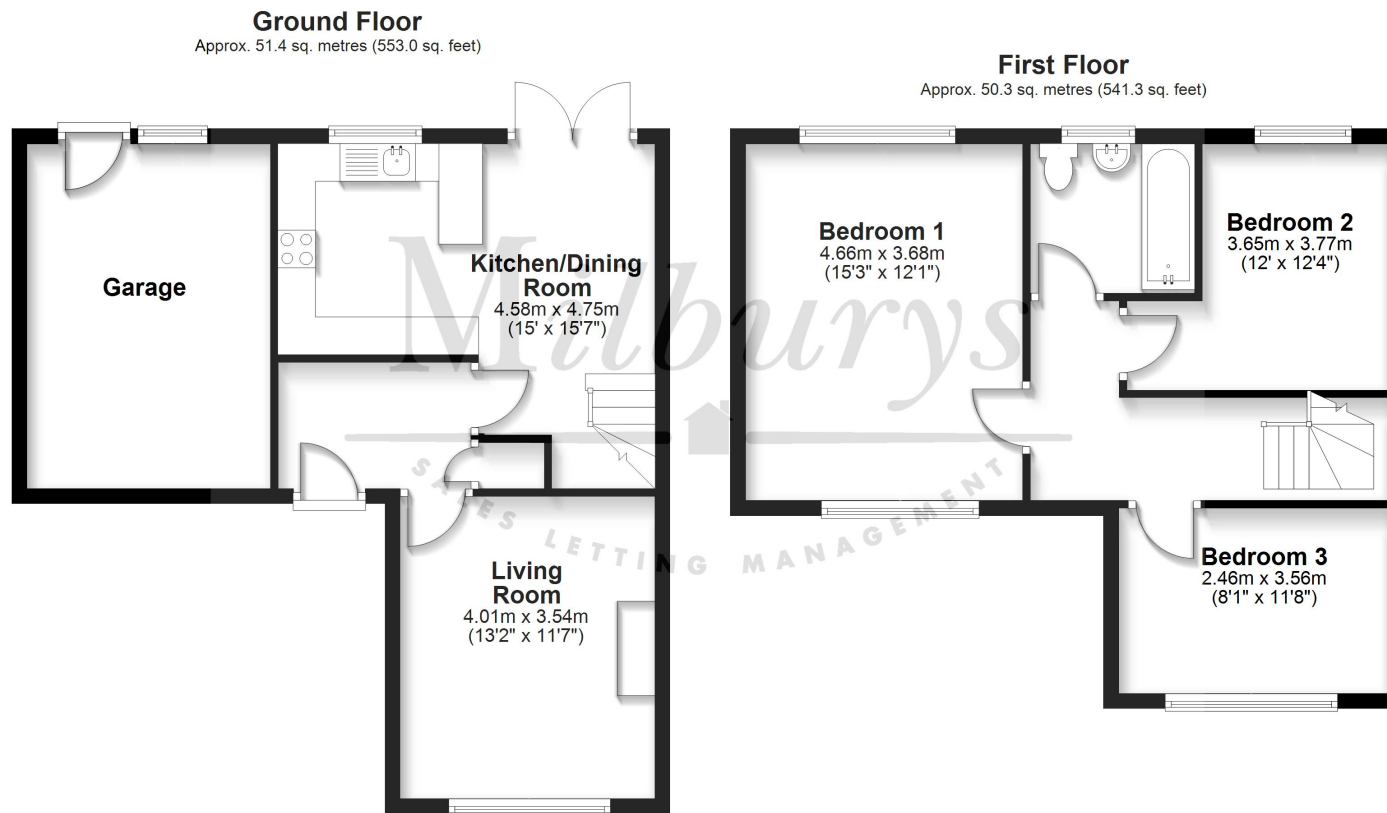 Ground Floor
Approx. 51.4 sq. metres (553.0 sq. feet)
Garage
Kitchen/Dining
Room
4.58m x 4.75m
(15' x 15'7")
Living
Room
4.01m x 3.54m
(13'2" x 11'7")
First Floor
Approx. 50.3 sq. metres (541.3 sq. feet)
Bedroom 1
4.66m x 3.68m
(15'3" x 12'1")
Bedroom 2
3.65m x 3.77m
(12' x 12'4")
Bedroom 3
2.46m x 3.56m
(8'1" x 11'8")
Milburys
SALES LETTING MANAGEMENT